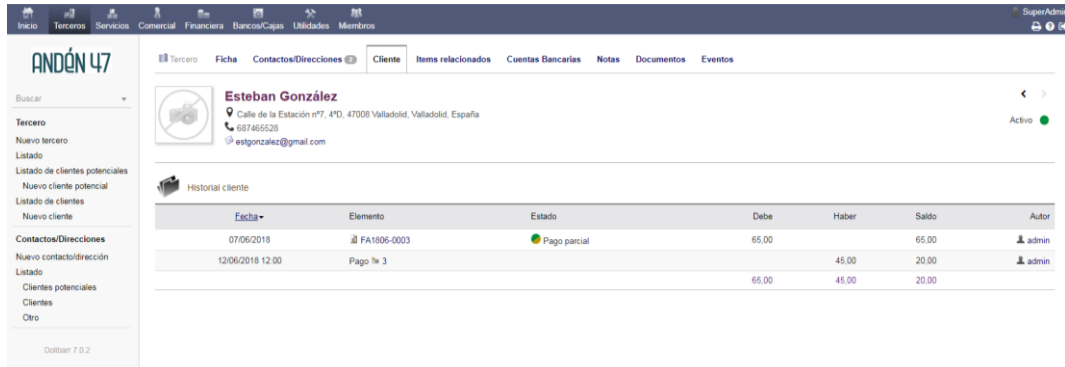 Inicio Terceros Servicios Comercial Financiera Bancos/Cajas Utilidades Miembros SuperAdmin
ANDÉN 47
Tercero Ficha Contactos/Direcciones 2 Cliente Items relacionados Cuentas Bancarias Notas Documentos Eventos
Buscar
Esteban González
Calle de la Estación nº7, 4ºD, 47008 Valladolid, Valladolid, España
687465528
estgonzalez@gmail.com
Activo
Tercero
Nuevo tercero
Listado
Listado de clientes potenciales
Nuevo cliente potencial
Listado de clientes
Nuevo cliente
Contactos/Direcciones
Nuevo contacto/dirección
Listado
Clientes potenciales
Clientes
Otro
Dolibarr 7.0.2
Historial cliente
Fecha Elemento Estado Debe Haber Saldo Autor
07/06/2018 FA1806-0003 Pago parcial 65,00 65,00 admin
12/06/2018 12:00 Pago 3 45,00 20,00 admin
65,00 45,00 20,00